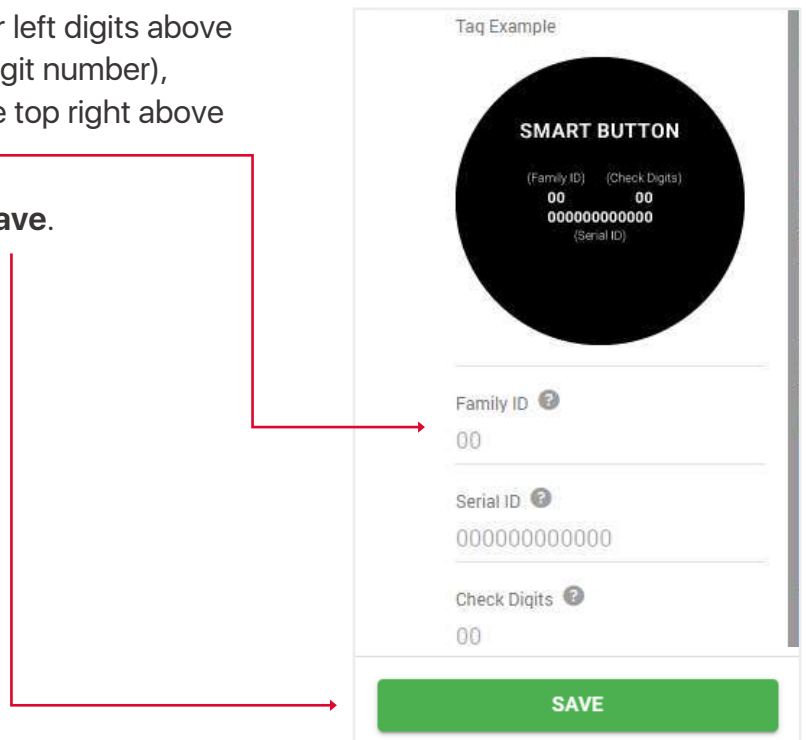 r left digits above
git number),
e top right above
ave.
Tag Example
SMART BUTTON
(Family ID) (Check Digits)
00 00
000000000000
(Serial ID)
Family ID ?
00
Serial ID ?
000000000000
Check Digits ?
00
SAVE